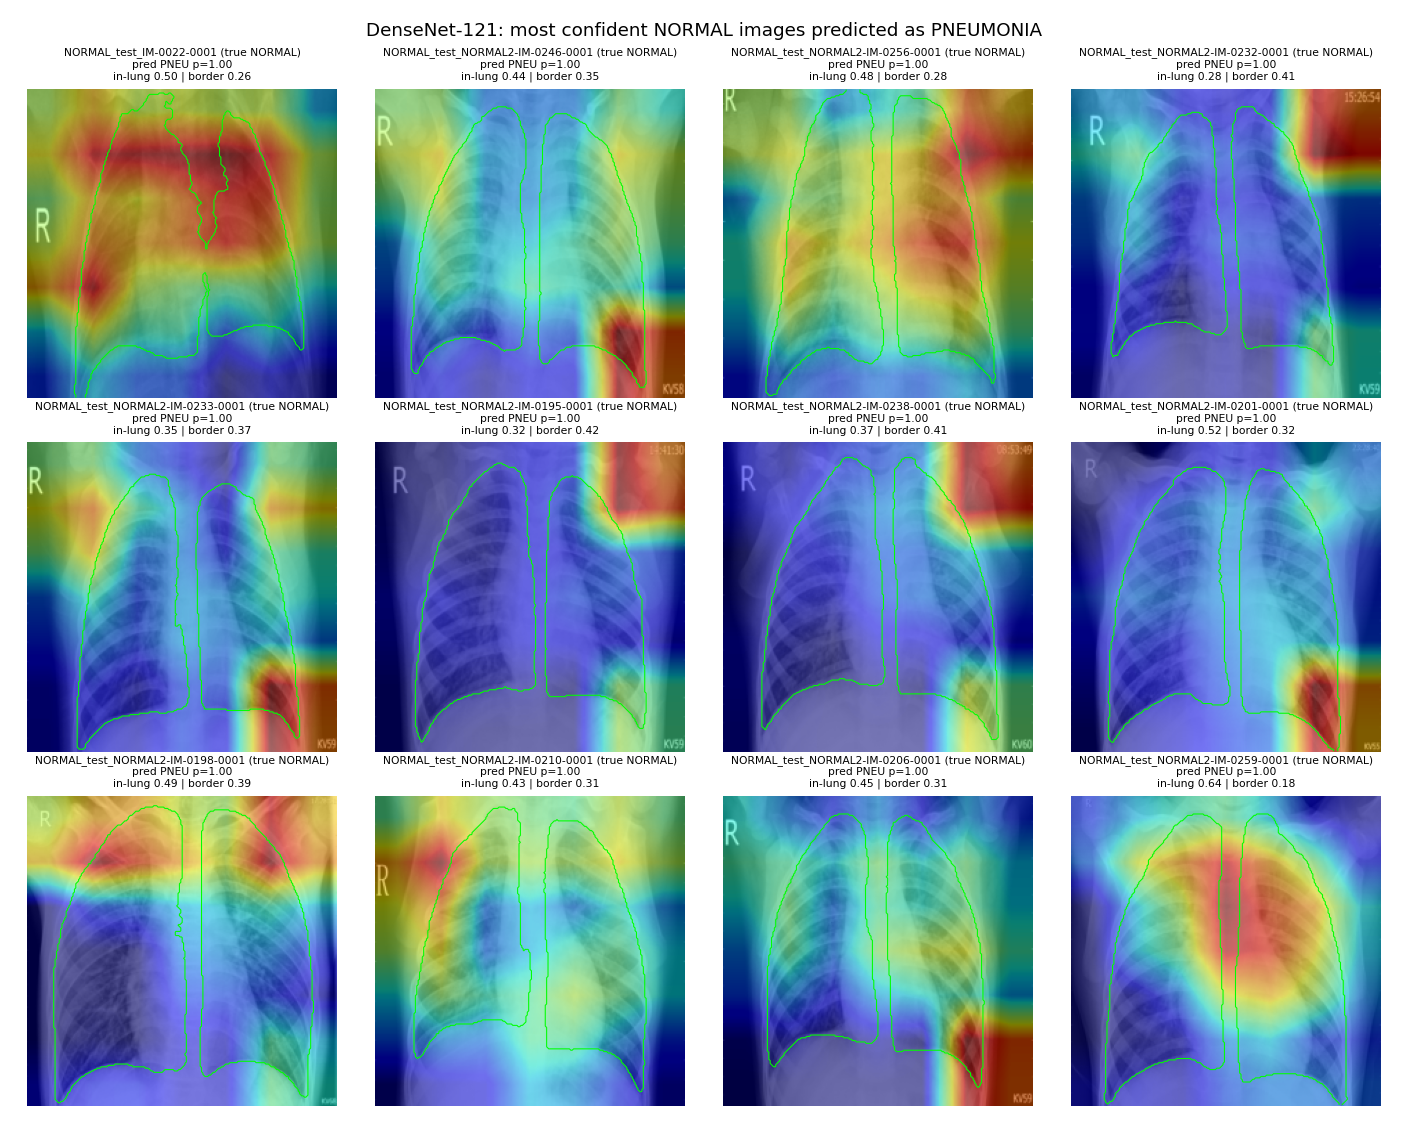 DenseNet-121: most confident NORMAL images predicted as PNEUMONIA
NORMAL_test_IM-0022-0001 (true NORMAL)
pred PNEU p=1.00
in-lung 0.50 | border 0.26
R
NORMAL_test_NORMAL2-IM-0246-0001 (true NORMAL)
pred PNEU p=1.00
in-lung 0.44 | border 0.35
R
KV58
NORMAL_test_NORMAL2-IM-0256-0001 (true NORMAL)
pred PNEU p=1.00
in-lung 0.48 | border 0.28
R
NORMAL_test_NORMAL2-IM-0232-0001 (true NORMAL)
pred PNEU p=1.00
in-lung 0.28 | border 0.41
15:26:54
R
KV59
NORMAL_test_NORMAL2-IM-0233-0001 (true NORMAL)
pred PNEU p=1.00
in-lung 0.35 | border 0.37
R
KV59
NORMAL_test_NORMAL2-IM-0195-0001 (true NORMAL)
pred PNEU p=1.00
in-lung 0.32 | border 0.42
R
KV59
NORMAL_test_NORMAL2-IM-0238-0001 (true NORMAL)
pred PNEU p=1.00
in-lung 0.37 | border 0.41
R
KV60
NORMAL_test_NORMAL2-IM-0201-0001 (true NORMAL)
pred PNEU p=1.00
in-lung 0.52 | border 0.32
R
NORMAL_test_NORMAL2-IM-0198-0001 (true NORMAL)
pred PNEU p=1.00
in-lung 0.49 | border 0.39
R
NORMAL_test_NORMAL2-IM-0210-0001 (true NORMAL)
pred PNEU p=1.00
in-lung 0.43 | border 0.31
R
NORMAL_test_NORMAL2-IM-0206-0001 (true NORMAL)
pred PNEU p=1.00
in-lung 0.45 | border 0.31
R
KV59
NORMAL_test_NORMAL2-IM-0259-0001 (true NORMAL)
pred PNEU p=1.00
in-lung 0.64 | border 0.18